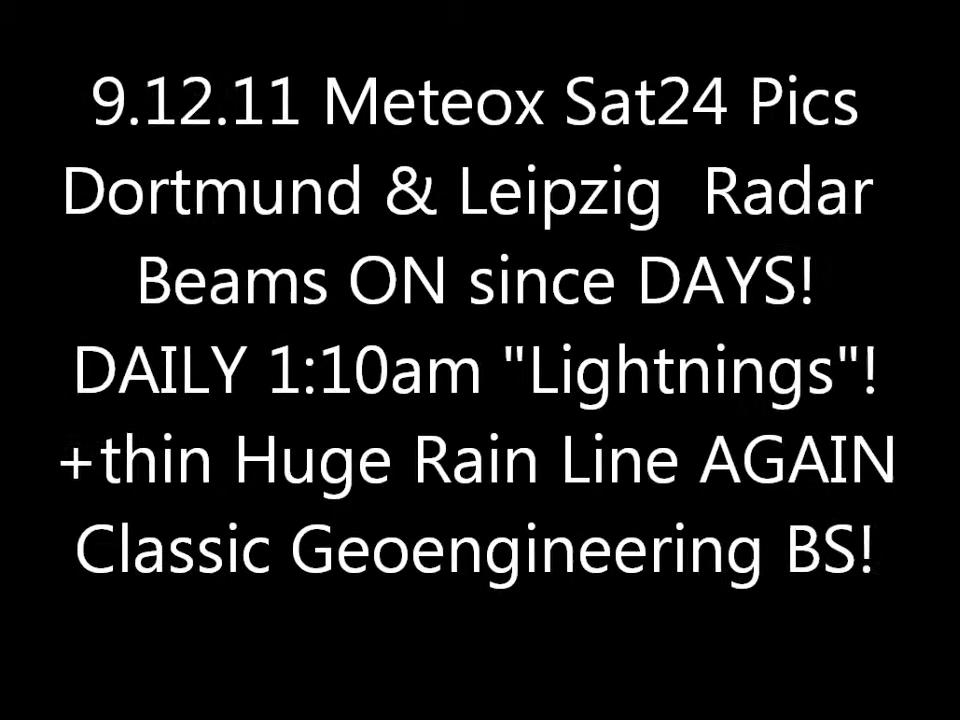 9.12.11 Meteox Sat24 Pics
Dortmund & Leipzig  Radar
Beams ON since DAYS!
DAILY 1:10am "Lightnings"!
+thin Huge Rain Line AGAIN
Classic Geoengineering BS!